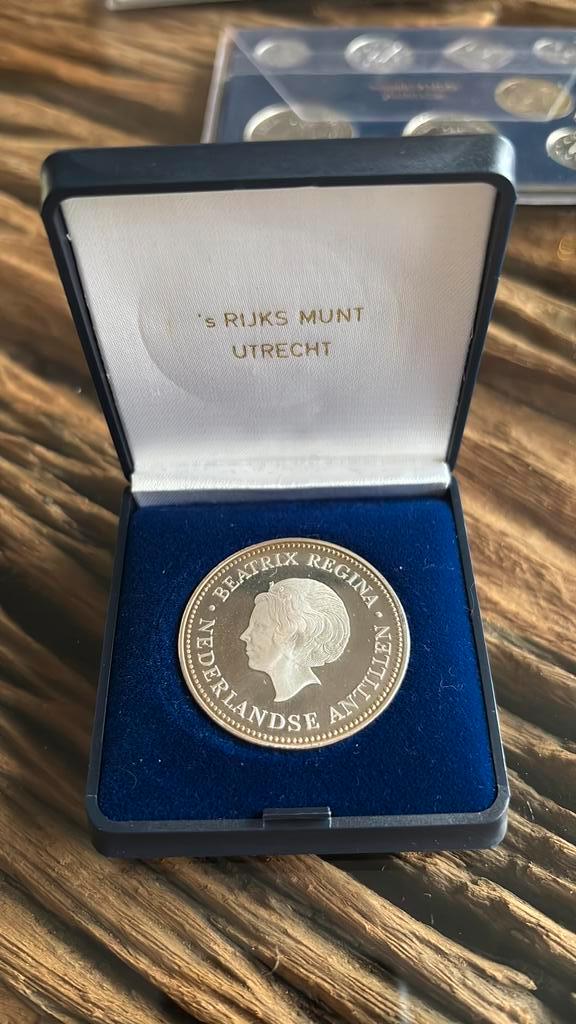 's RIJKS MUNT
UTRECHT
· BEATRIX REGINA ·
NEDERLANDSE ANTILLEN